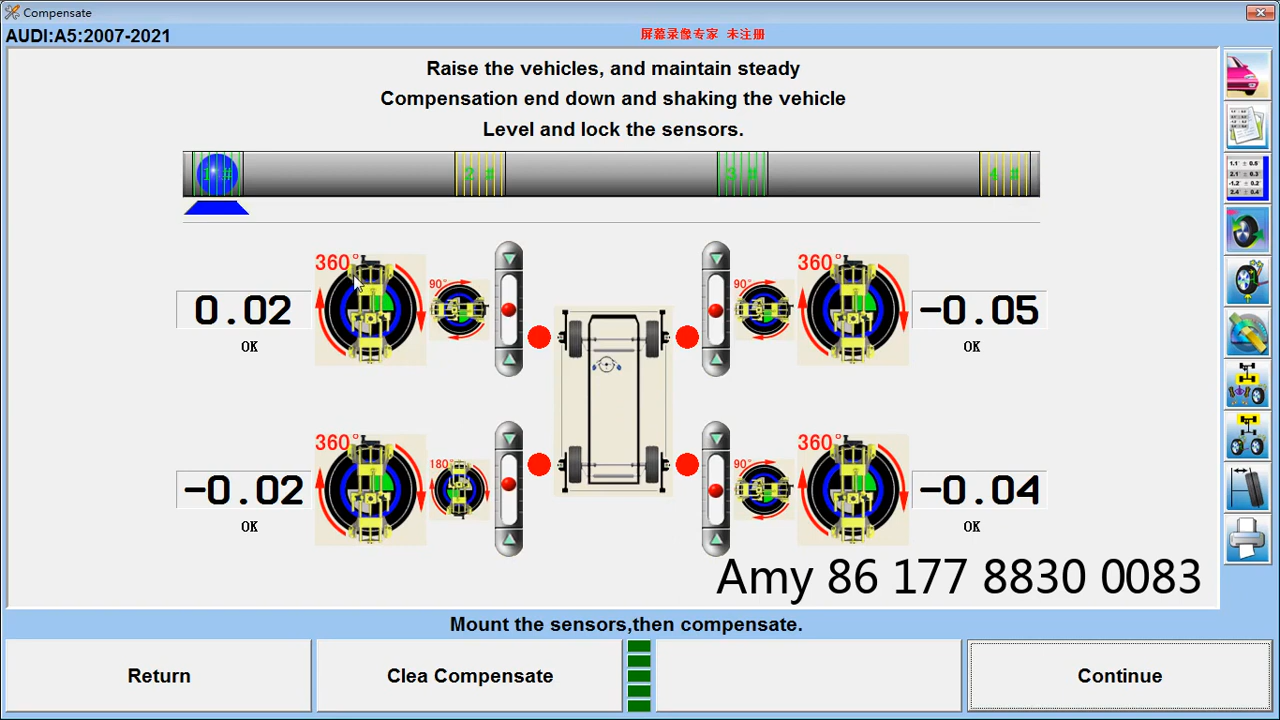 Compensate
AUDI:A5:2007-2021
屏幕录像专家 未注册
Raise the vehicles, and maintain steady
Compensation end down and shaking the vehicle
Level and lock the sensors.
1 # 2 # 3 # 4 #
360° 90° 90° 360°
0.02 -0.05
OK OK
360° 180° 90° 360°
-0.02 -0.04
OK OK
Amy 86 177 8830 0083
Mount the sensors,then compensate.
Return Clea Compensate Continue